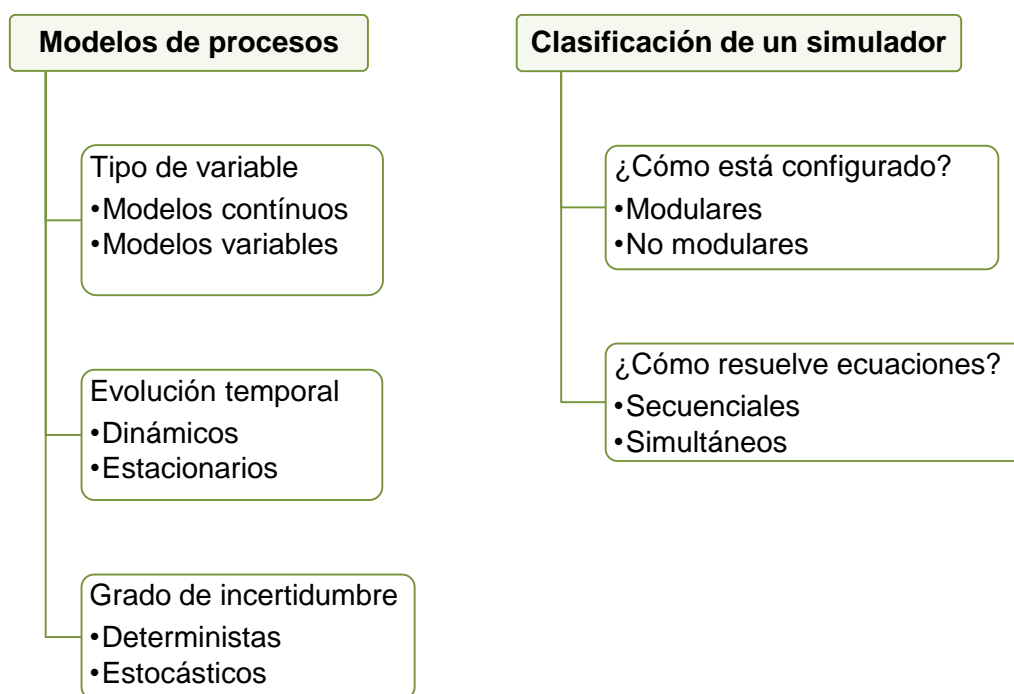 Modelos de procesos
Tipo de variable
•Modelos contínuos
•Modelos variables
Evolución temporal
•Dinámicos
•Estacionarios
Grado de incertidumbre
•Deterministas
•Estocásticos
Clasificación de un simulador
¿Cómo está configurado?
•Modulares
•No modulares
¿Cómo resuelve ecuaciones?
•Secuenciales
•Simultáneos